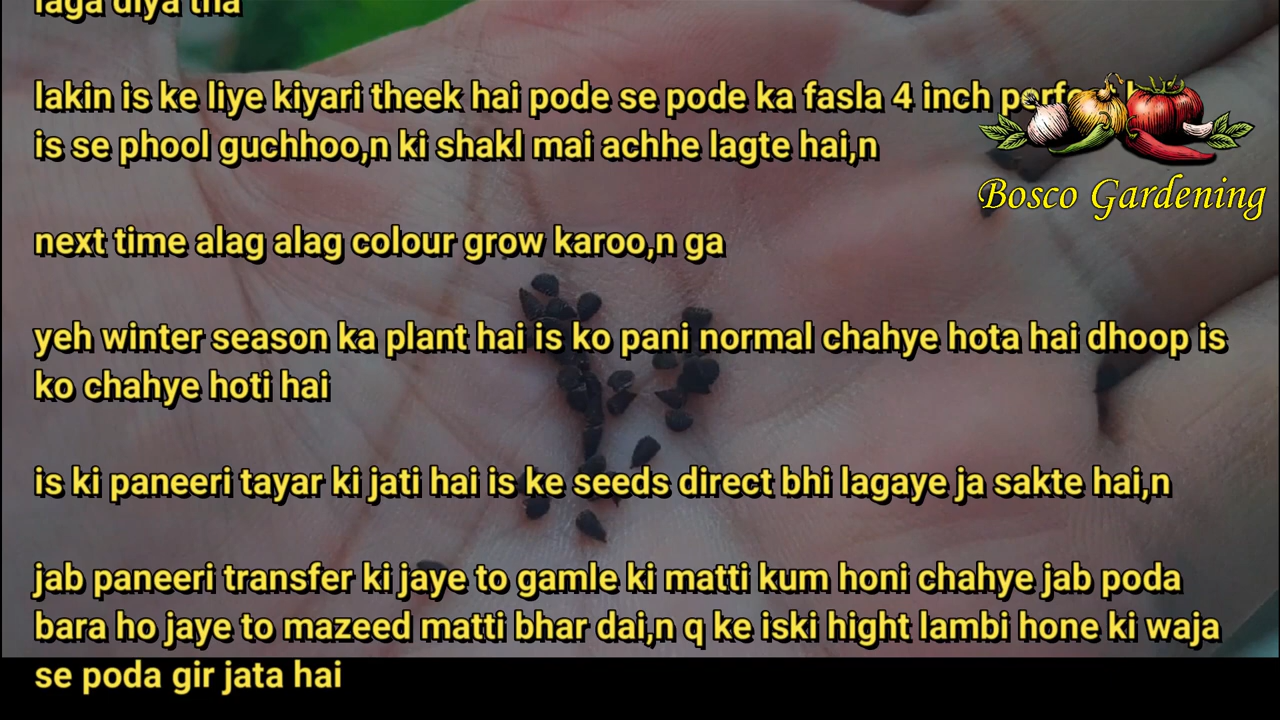 laga diya tha
lakin is ke liye kiyari theek hai pode se pode ka fasla 4 inch perfect
is se phool guchhoo,n ki shakl mai achhe lagte hai,n
next time alag alag colour grow karoo,n ga
yeh winter season ka plant hai is ko pani normal chahye hota hai dhoop is
ko chahye hoti hai
is ki paneeri tayar ki jati hai is ke seeds direct bhi lagaye ja sakte hai,n
jab paneeri transfer ki jaye to gamle ki matti kum honi chahye jab poda
bara ho jaye to mazeed matti bhar dai,n q ke iski hight lambi hone ki waja
se poda gir jata hai
Bosco Gardening